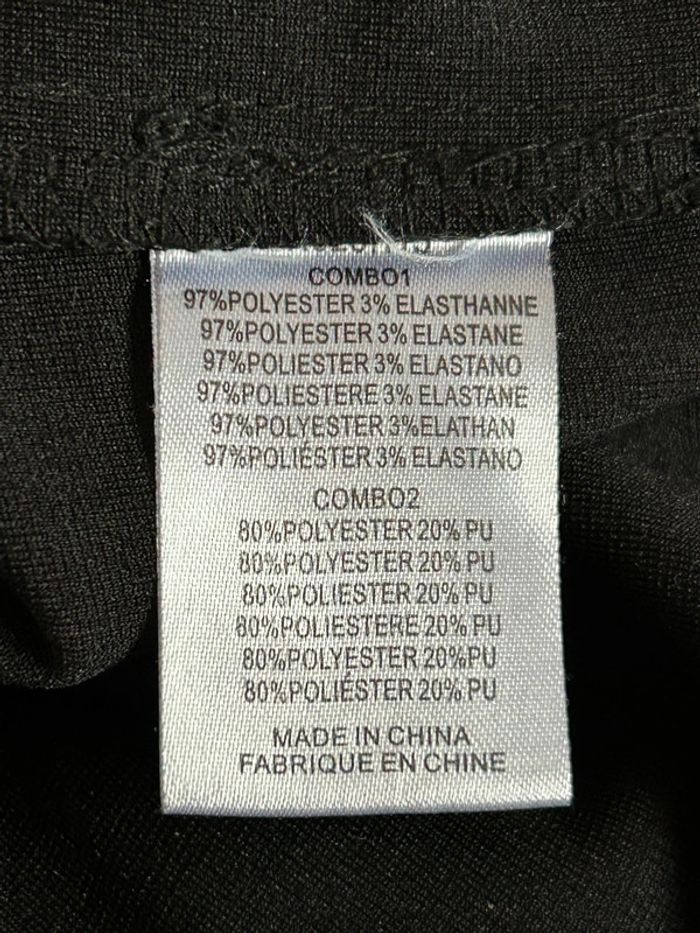 COMBO1
97%POLYESTER 3% ELASTHANNE
97%POLYESTER 3% ELASTANE
97%POLIESTER 3% ELASTANO
97%POLIESTERE 3% ELASTANE
97%POLYESTER 3%ELATHAN
97%POLIÉSTER 3% ELASTANO
COMBO2
80%POLYESTER 20% PU
80%POLYESTER 20% PU
80%POLIESTER 20% PU
80%POLIESTERE 20% PU
80%POLYESTER 20%PU
80%POLIÉSTER 20% PU
MADE IN CHINA
FABRIQUE EN CHINE